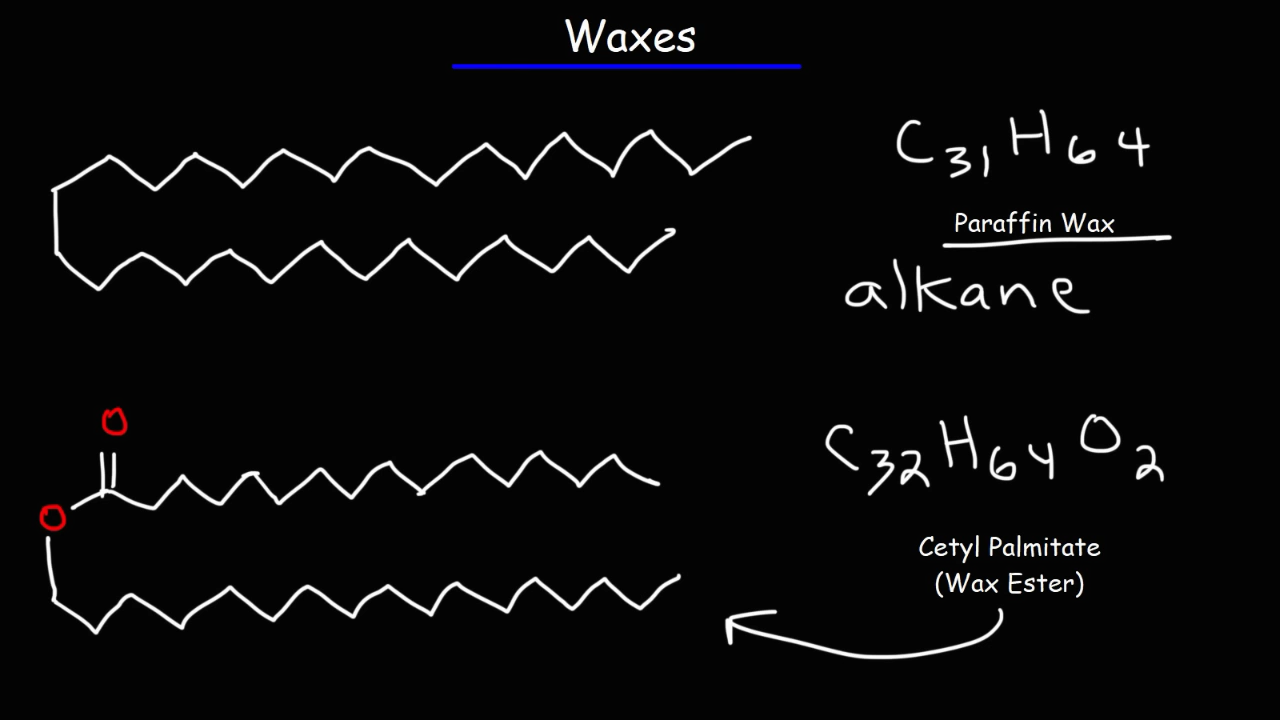 Waxes
C31H64
Paraffin Wax
alkane
O
O
C32H64O2
Cetyl Palmitate
(Wax Ester)